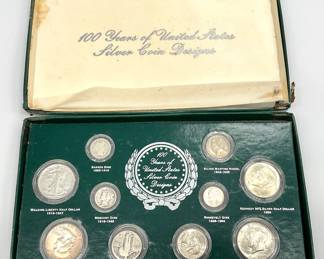 100 Years of United States
Silver Coin Designs
100
Years of
United States
Silver Coin
Designs
BARBER DIME
1892-1916
SILVER WARTIME NICKEL
1942-1945
WALKING LIBERTY HALF DOLLAR
1916-1947
MERCURY DIME
1916-1945
ROOSEVELT DIME
1946-1964
KENNEDY 90% SILVER HALF DOLLAR
1964